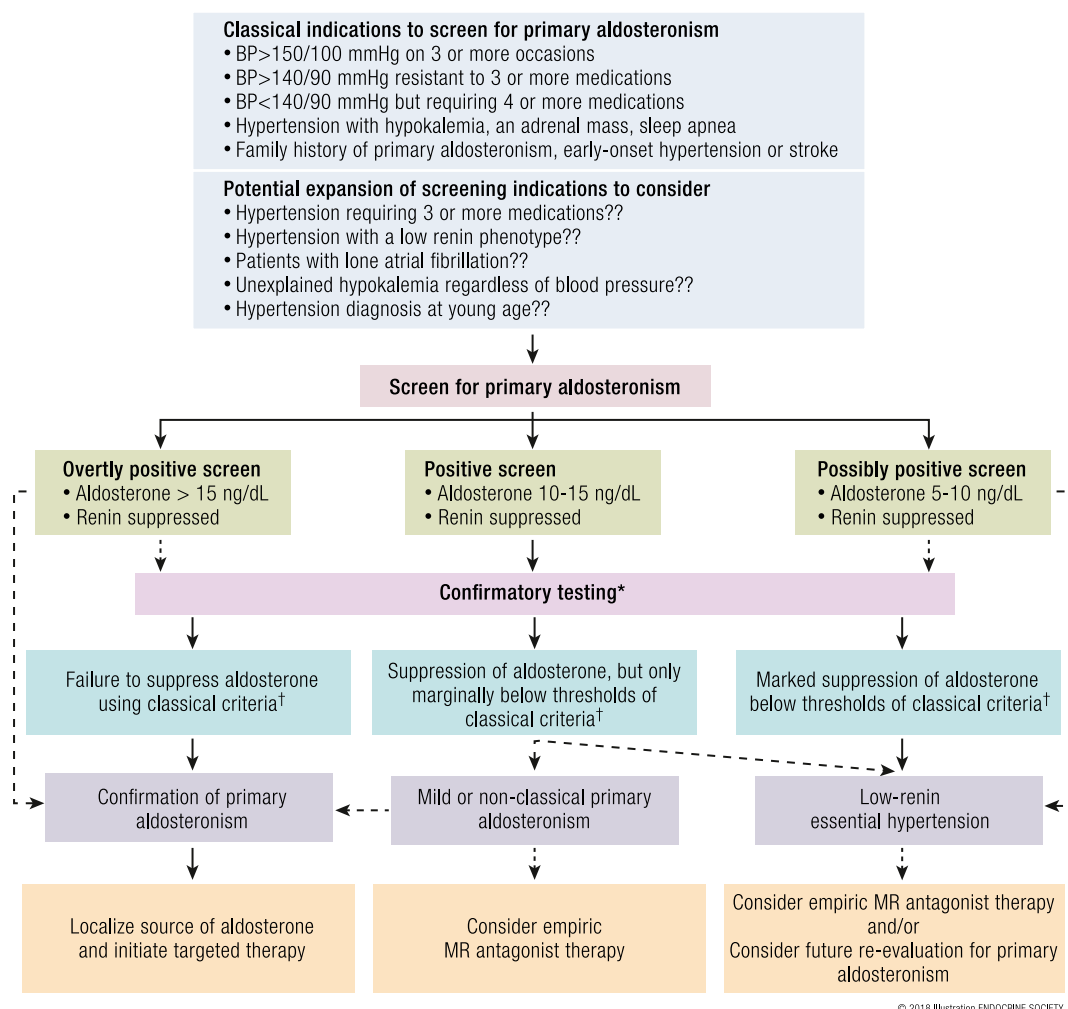 Classical indications to screen for primary aldosteronism
• BP>150/100 mmHg on 3 or more occasions
• BP>140/90 mmHg resistant to 3 or more medications
• BP<140/90 mmHg but requiring 4 or more medications
• Hypertension with hypokalemia, an adrenal mass, sleep apnea
• Family history of primary aldosteronism, early-onset hypertension or stroke
Potential expansion of screening indications to consider
• Hypertension requiring 3 or more medications??
• Hypertension with a low renin phenotype??
• Patients with lone atrial fibrillation??
• Unexplained hypokalemia regardless of blood pressure??
• Hypertension diagnosis at young age??
Screen for primary aldosteronism
Overtly positive screen
• Aldosterone > 15 ng/dL
• Renin suppressed
Positive screen
• Aldosterone 10-15 ng/dL
• Renin suppressed
Possibly positive screen
• Aldosterone 5-10 ng/dL
• Renin suppressed
Confirmatory testing*
Failure to suppress aldosterone
using classical criteria†
Suppression of aldosterone, but only
marginally below thresholds of
classical criteria†
Marked suppression of aldosterone
below thresholds of classical criteria†
Confirmation of primary
aldosteronism
Mild or non-classical primary
aldosteronism
Low-renin
essential hypertension
Localize source of aldosterone
and initiate targeted therapy
Consider empiric
MR antagonist therapy
Consider empiric MR antagonist therapy
and/or
Consider future re-evaluation for primary
aldosteronism
© 2018 Illustration ENDOCRINE SOCIETY